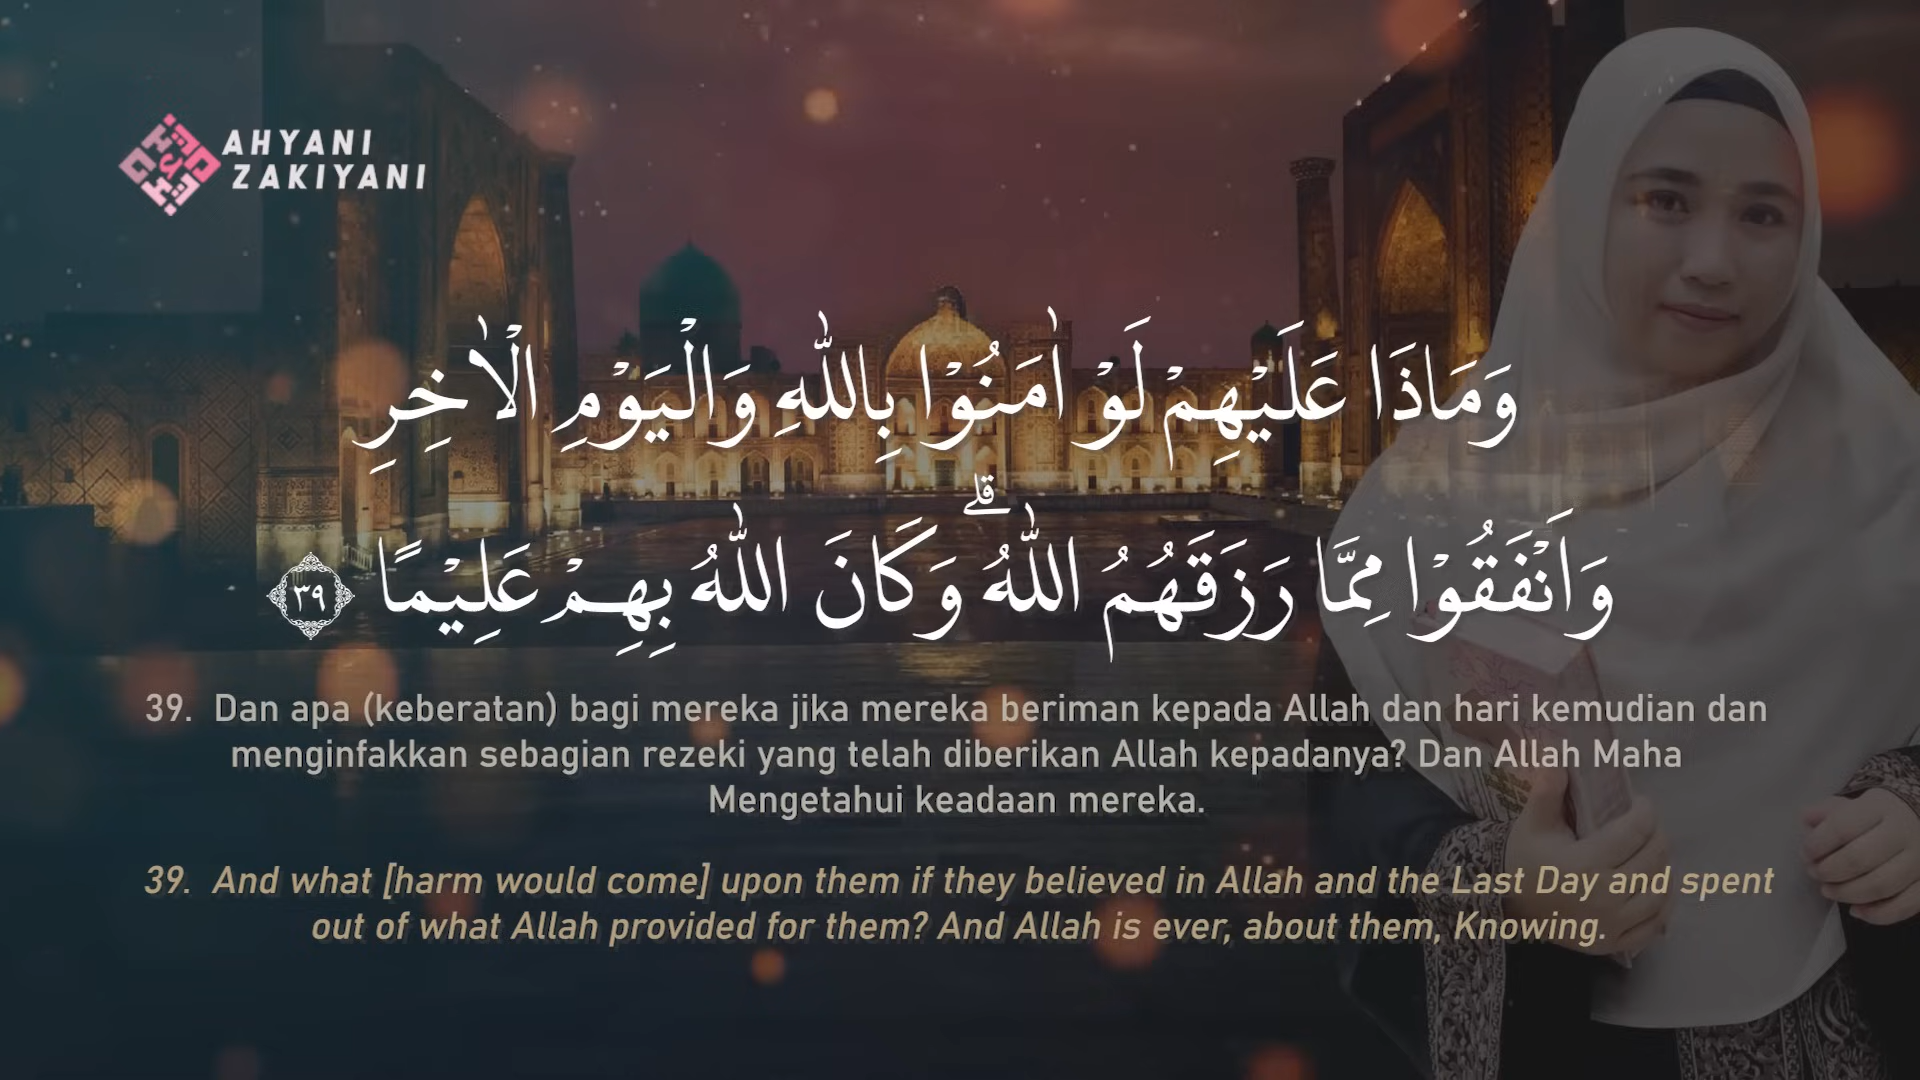 AHYANI
ZAKIYANI
وَمَاذَا عَلَيْهِمْ لَوْ اٰمَنُوْا بِاللّٰهِ وَالْيَوْمِ الْاٰخِرِ
وَاَنْفَقُوْا مِمَّا رَزَقَهُمُ اللّٰهُ ۗوَكَانَ اللّٰهُ بِهِمْ عَلِيْمًا ٣٩
39. Dan apa (keberatan) bagi mereka jika mereka beriman kepada Allah dan hari kemudian dan
menginfakkan sebagian rezeki yang telah diberikan Allah kepadanya? Dan Allah Maha
Mengetahui keadaan mereka.
39. And what [harm would come] upon them if they believed in Allah and the Last Day and spent
out of what Allah provided for them? And Allah is ever, about them, Knowing.